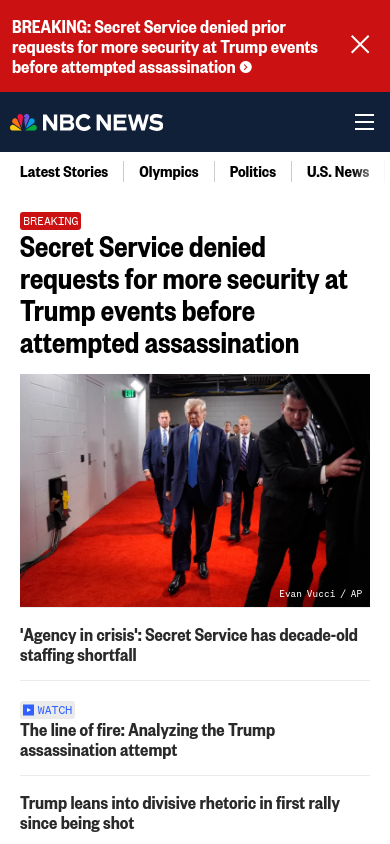 BREAKING: Secret Service denied prior
requests for more security at Trump events
before attempted assassination
NBC NEWS
Latest Stories
Olympics
Politics
U.S. News
BREAKING
Secret Service denied
requests for more security at
Trump events before
attempted assassination
Evan Vucci / AP
'Agency in crisis': Secret Service has decade-old
staffing shortfall
WATCH
The line of fire: Analyzing the Trump
assassination attempt
Trump leans into divisive rhetoric in first rally
since being shot